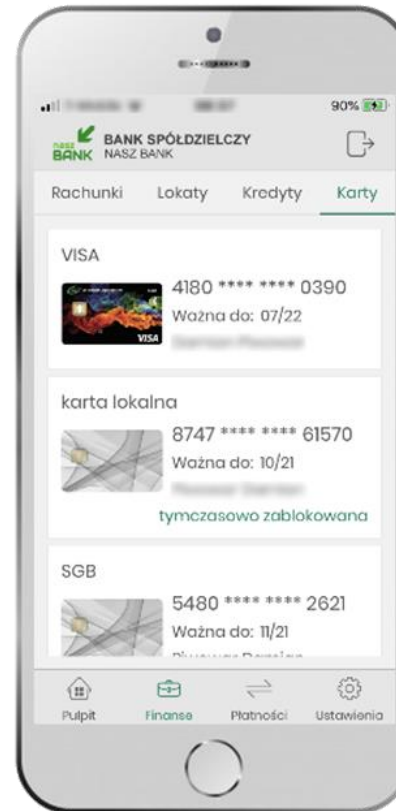 90%
nasz
BANK
BANK SPÓŁDZIELCZY
NASZ BANK
Rachunki Lokaty Kredyty Karty
VISA
4180 **** **** 0390
Ważna do: 07/22
VISA
karta lokalna
8747 **** **** 61570
Ważna do: 10/21
tymczasowo zablokowana
SGB
5480 **** **** 2621
Ważna do: 11/21
Pulpit Finanse Płatności Ustawienia